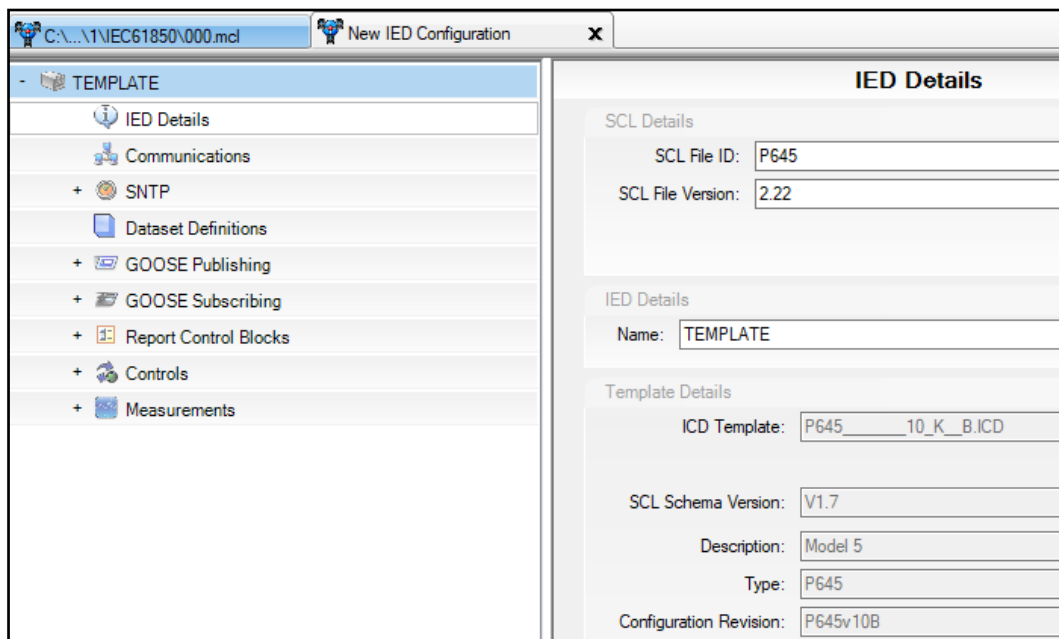 C:\...\1\IEC61850\000.mcl
New IED Configuration x
- TEMPLATE
IED Details
Communications
+ SNTP
Dataset Definitions
+ GOOSE Publishing
+ GOOSE Subscribing
+ Report Control Blocks
+ Controls
+ Measurements
IED Details
SCL Details
SCL File ID: P645
SCL File Version: 2.22
IED Details
Name: TEMPLATE
Template Details
ICD Template: P645______10_K__B.ICD
SCL Schema Version: V1.7
Description: Model 5
Type: P645
Configuration Revision: P645v10B